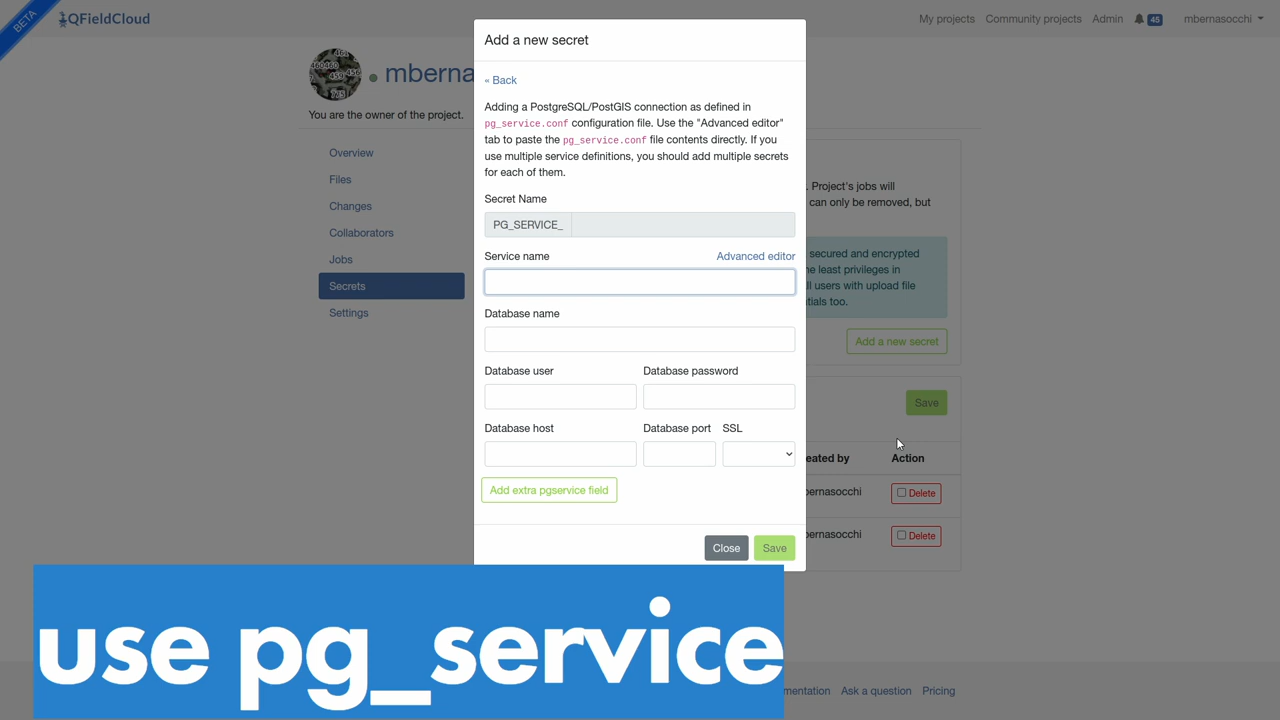 BETA
QFieldCloud
My projects
Community projects
Admin
45
mbernasocchi
Add a new secret
« Back
mberna
You are the owner of the project.
Adding a PostgreSQL/PostGIS connection as defined in
pg_service.conf configuration file. Use the "Advanced editor"
tab to paste the pg_service.conf file contents directly. If you
use multiple service definitions, you should add multiple secrets
for each of them.
Overview
Files
Changes
Collaborators
Jobs
Secrets
Settings
Secret Name
PG_SERVICE_
Service name
Advanced editor
Database name
Database user
Database password
Database host
Database port
SSL
Add extra pgservice field
Close
Save
. Project's jobs will
can only be removed, but
secured and encrypted
e least privileges in
ll users with upload file
ntials too.
Add a new secret
Save
eated by
Action
bernasocchi
Delete
bernasocchi
Delete
use pg_service
mentation
Ask a question
Pricing